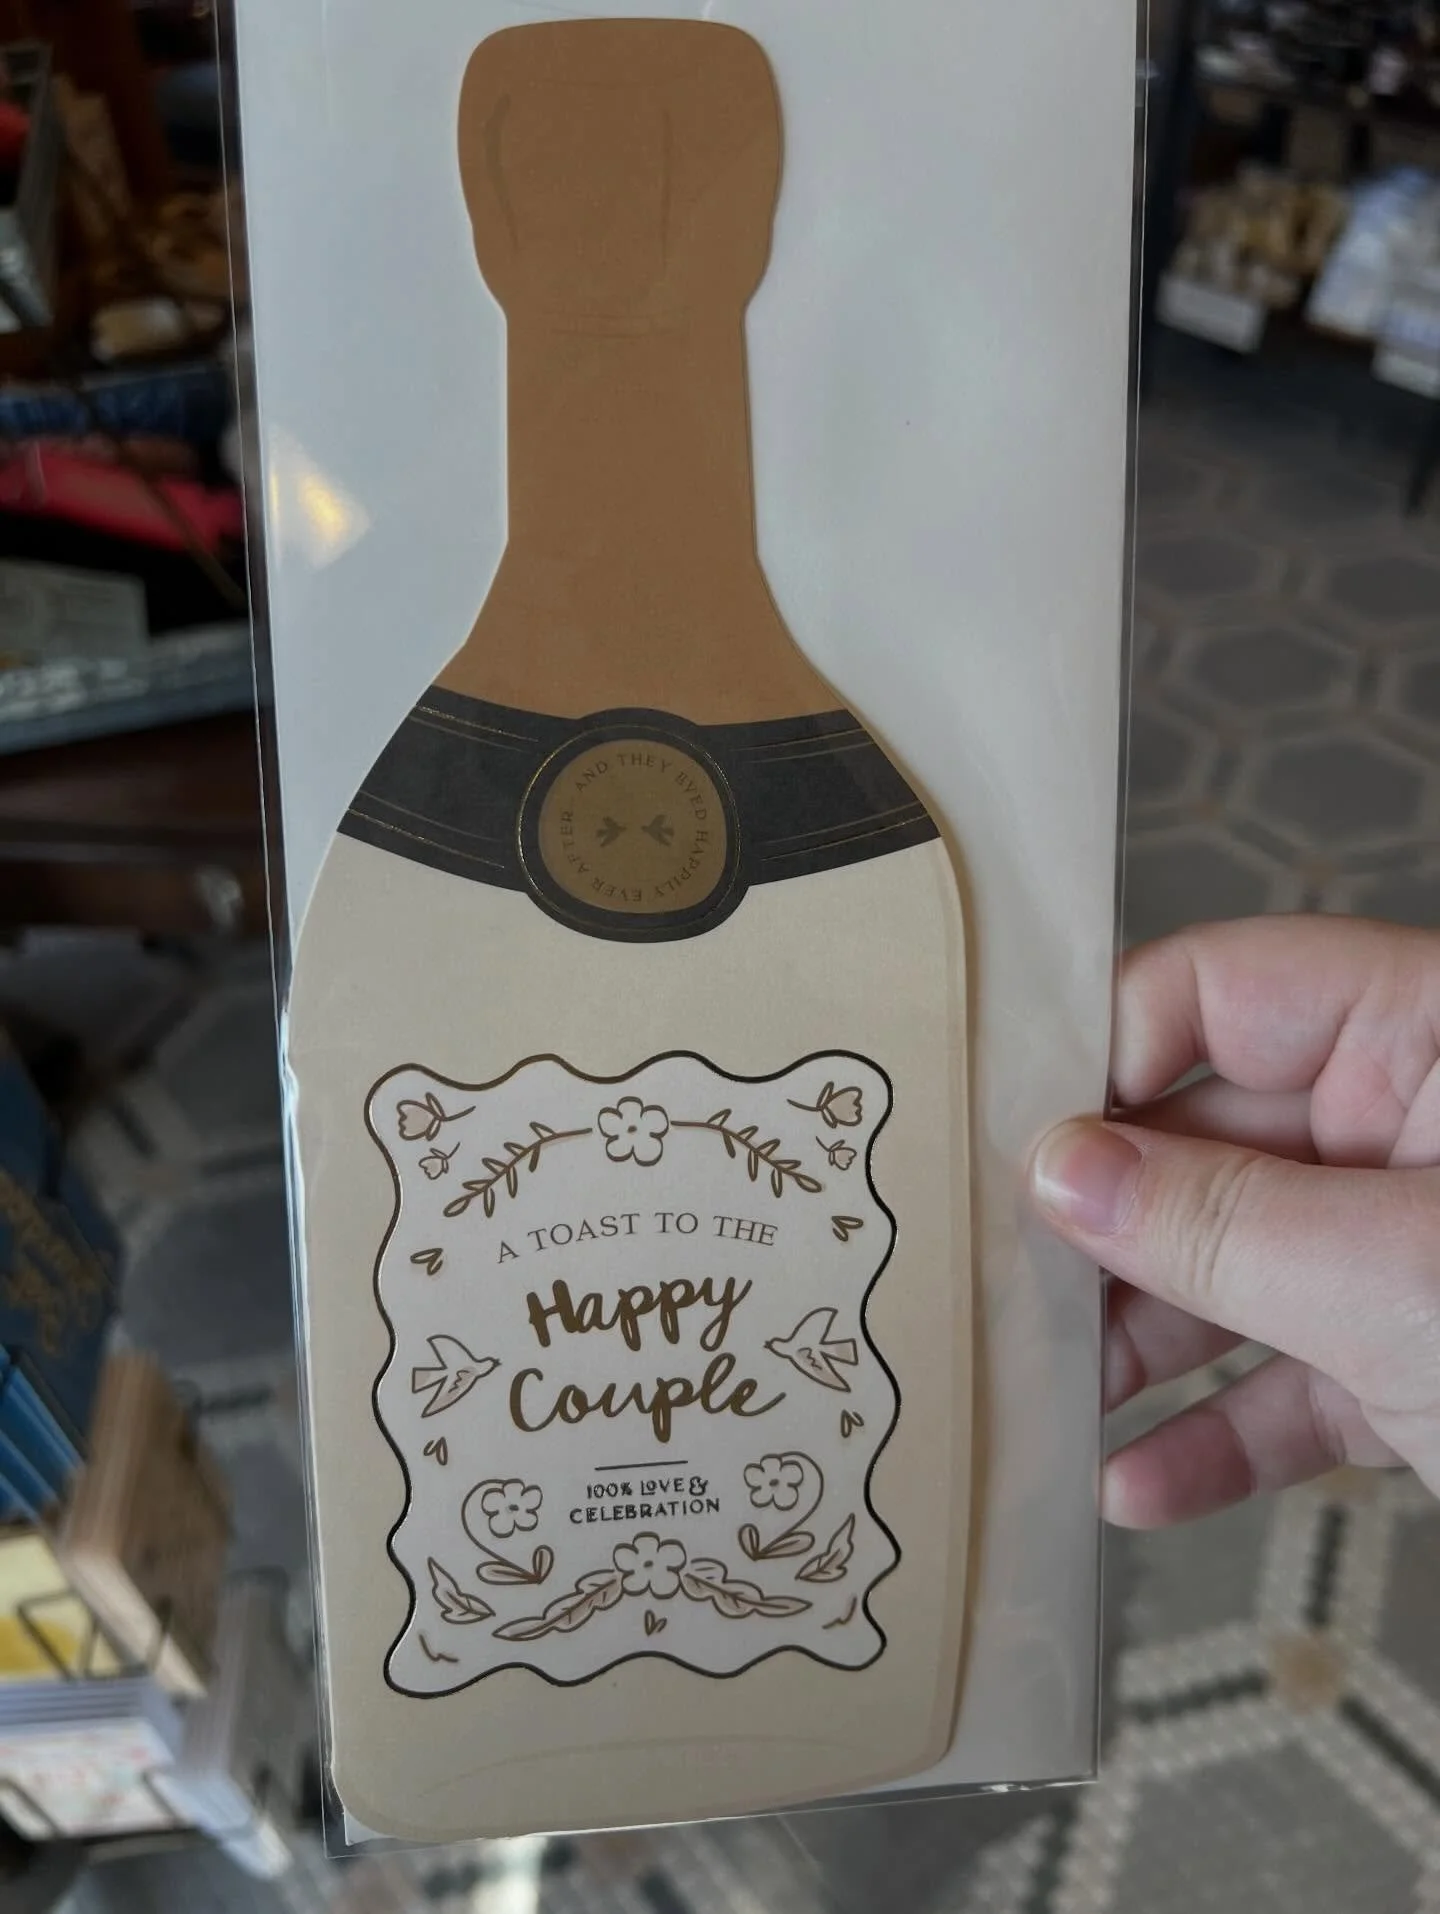 AND THEY LIVED HAPPILY EVER AFTER
A TOAST TO THE
Happy
Couple
100% LOVE &
CELEBRATION